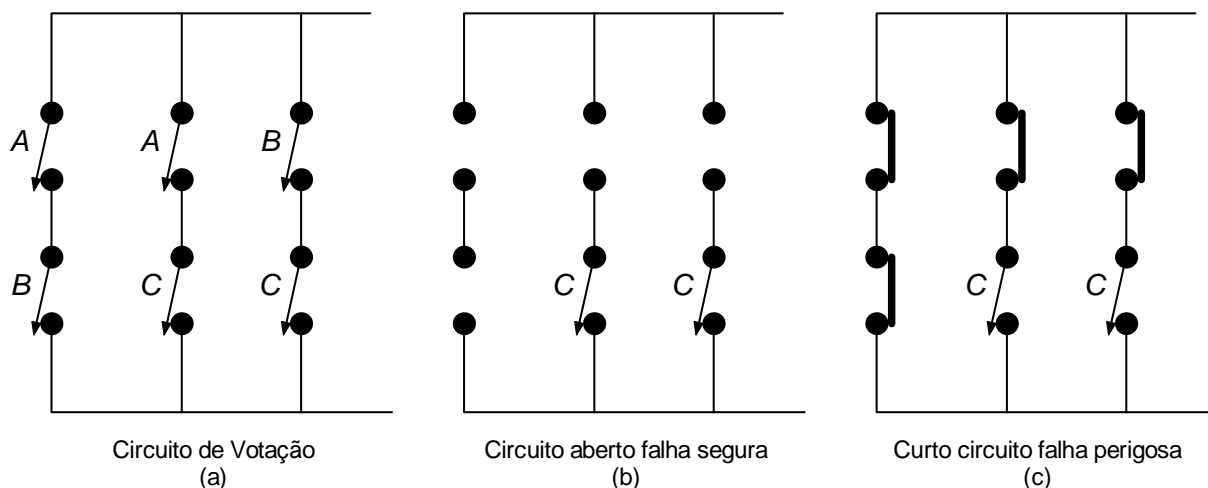 A A B
B C C C C C C
Circuito de Votação
(a)
Circuito aberto falha segura
(b)
Curto circuito falha perigosa
(c)